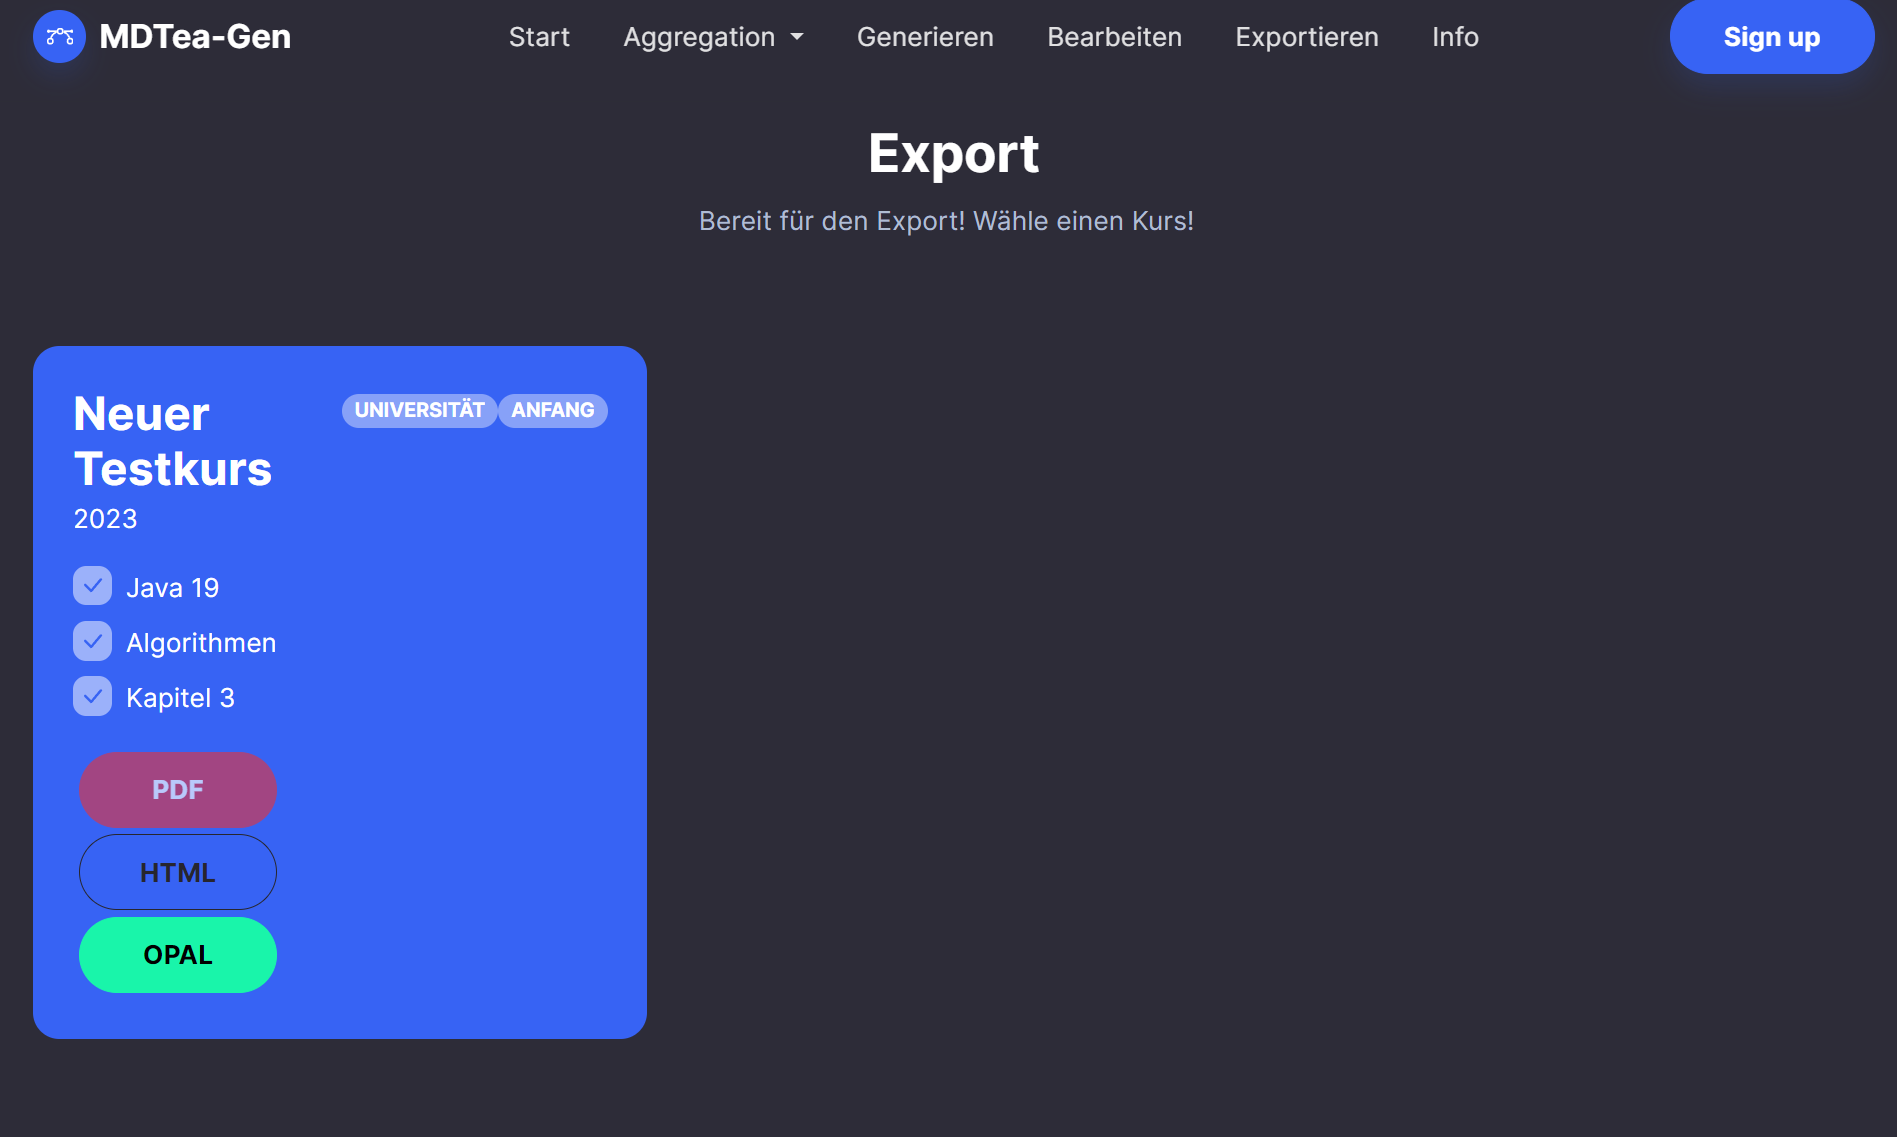 MDTea-Gen
Start Aggregation Generieren Bearbeiten Exportieren Info
Sign up
Export
Bereit für den Export! Wähle einen Kurs!
Neuer
Testkurs
UNIVERSITÄT ANFANG
2023
Java 19
Algorithmen
Kapitel 3
PDF
HTML
OPAL